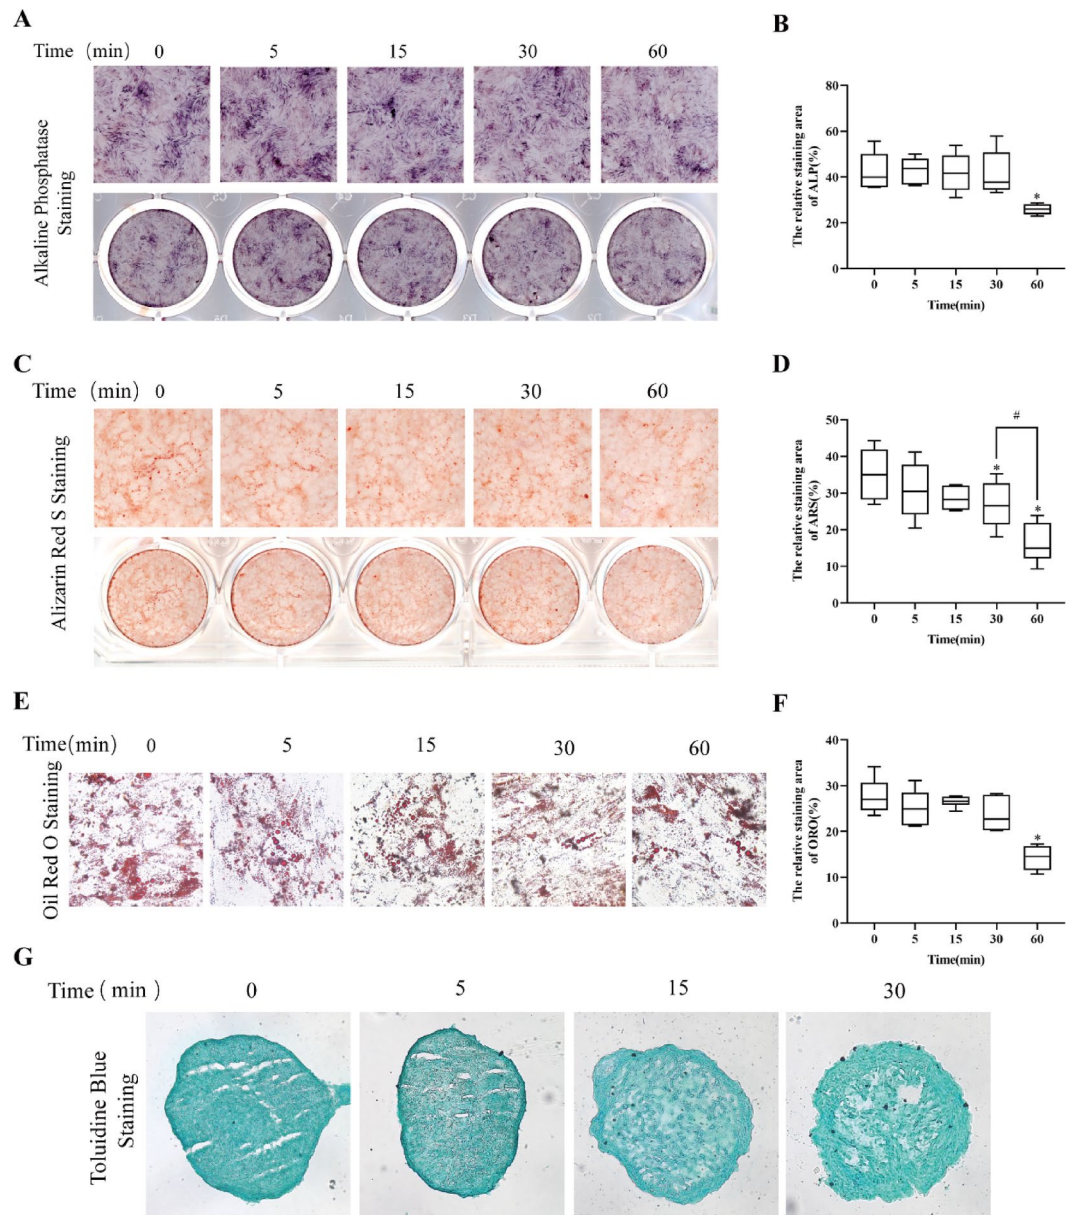 A
Time (min) 0 5 15 30 60
Alkaline Phosphatase
Staining
B
The relative staining area
of ALP(%)
80
60
40
20
0
*
0 5 15 30 60
Time(min)
C
Time (min) 0 5 15 30 60
Alizarin Red S Staining
D
The relative staining area
of ARS(%)
50
40
30
20
10
0
#
*
*
0 5 15 30 60
Time(min)
E
Time(min) 0 5 15 30 60
Oil Red O Staining
F
The relative staining area
of ORO(%)
40
30
20
10
0
*
0 5 15 30 60
Time(min)
G
Time ( min ) 0 5 15 30
Toluidine Blue
Staining